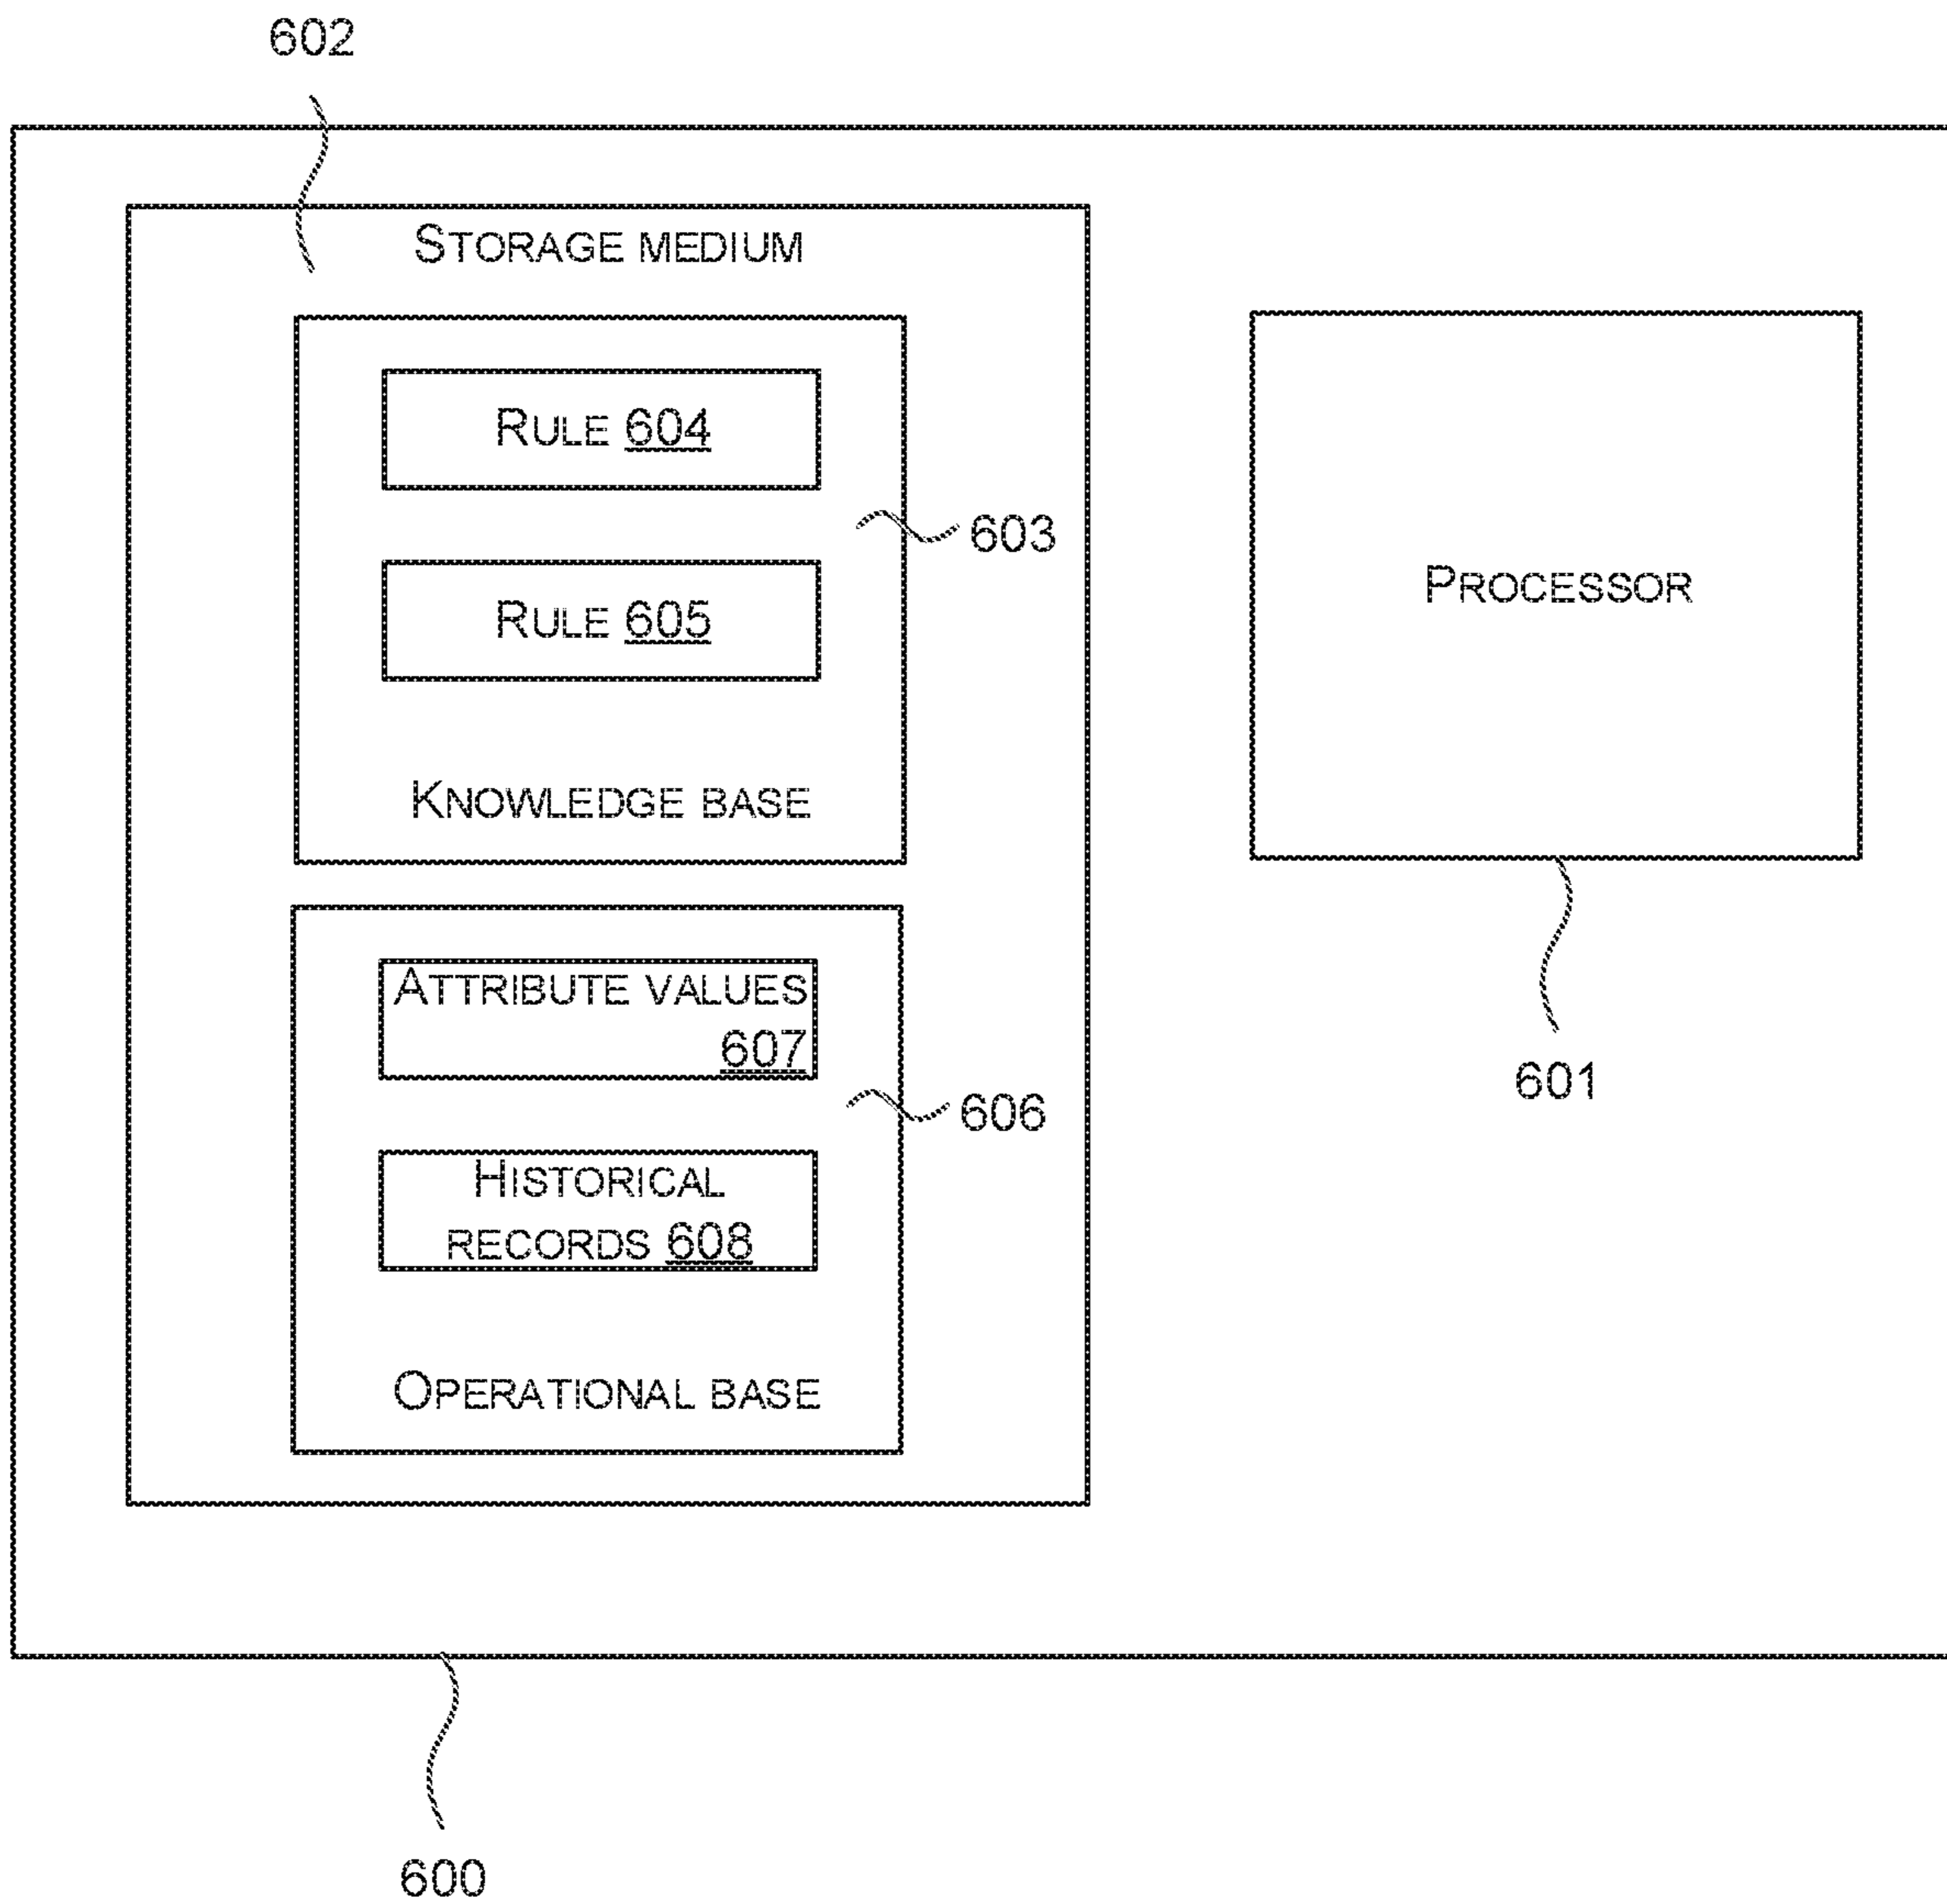 602
STORAGE MEDIUM
RULE 604
603
RULE 605
KNOWLEDGE BASE
PROCESSOR
601
ATTRIBUTE VALUES
607
606
HISTORICAL
RECORDS 608
OPERATIONAL BASE
600